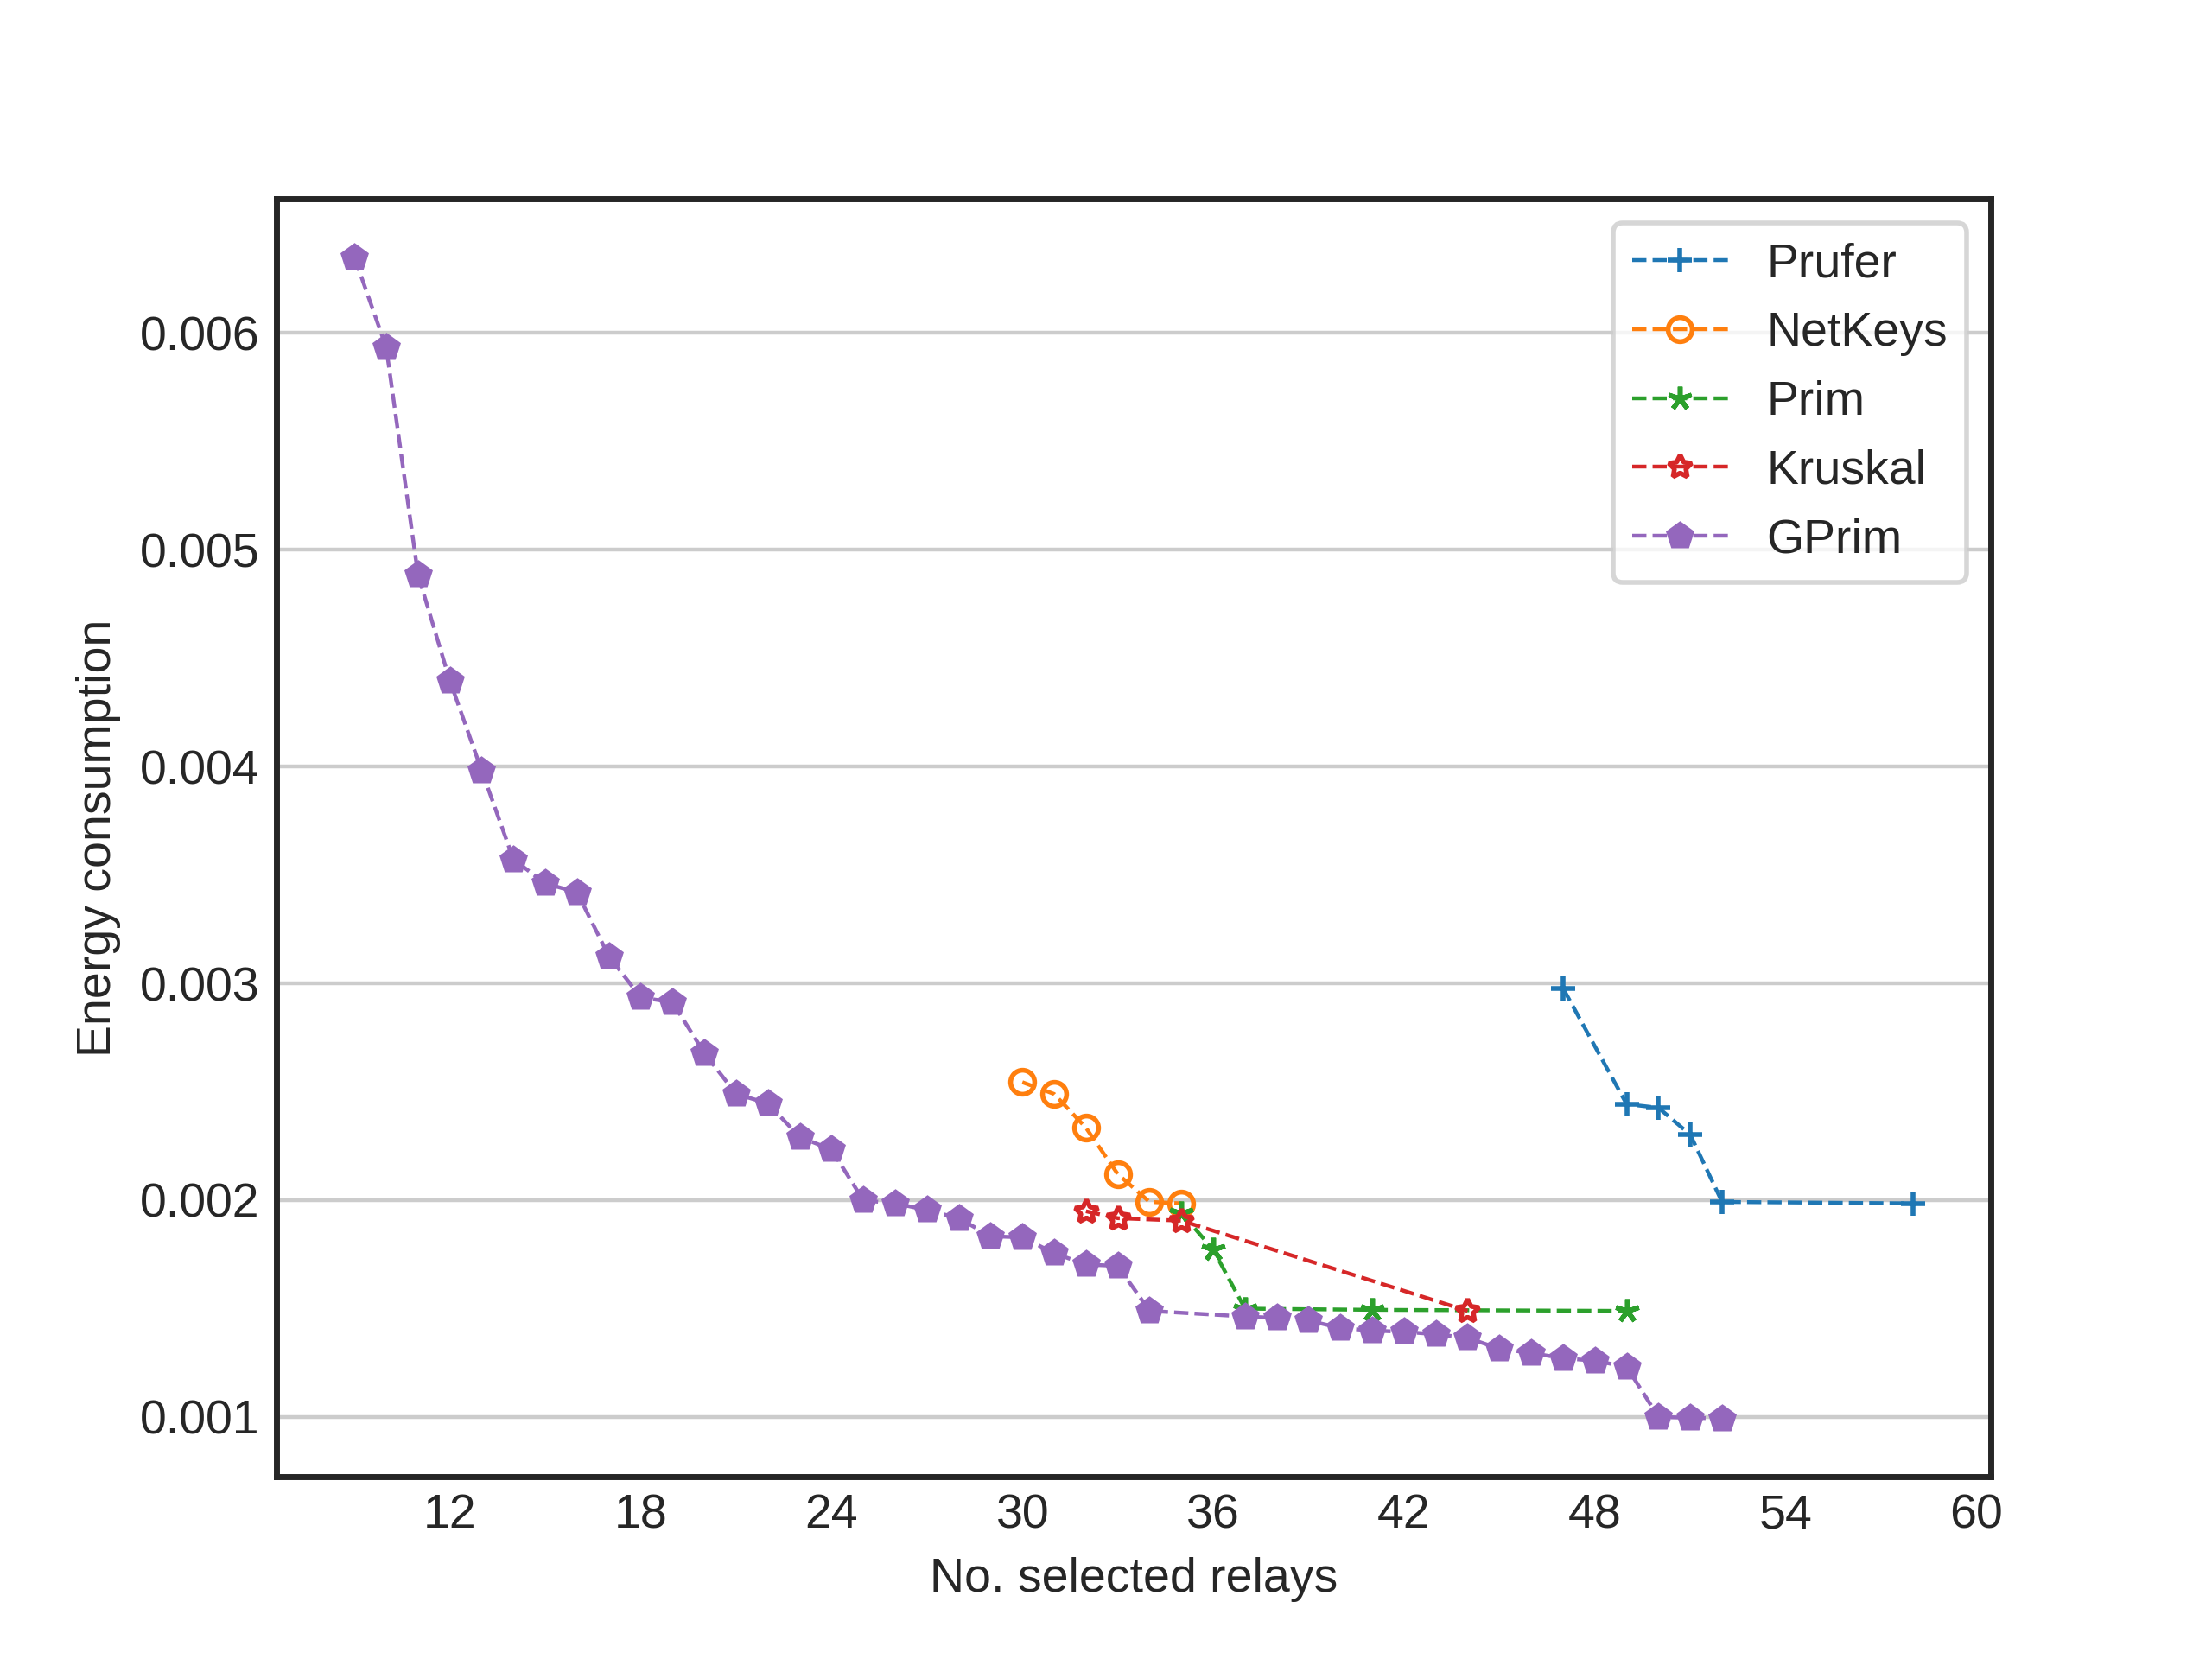 Prufer
NetKeys
Prim
Kruskal
GPrim
0.006
0.005
0.004
0.003
0.002
0.001
Energy consumption
12 18 24 30 36 42 48 54 60
No. selected relays